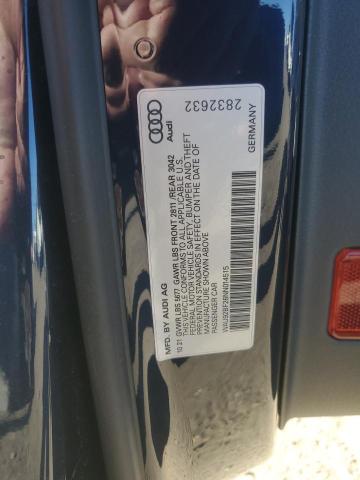 Audi
2832632
GERMANY
MFD. BY AUDI AG
10.21 GVWR LBS 5677 GAWR LBS FRONT 2811 /REAR 3042
THIS VEHICLE CONFORMS TO ALL APPLICABLE U.S.
FEDERAL MOTOR VEHICLE SAFETY, BUMPER AND THEFT
PREVENTION STANDARDS IN EFFECT ON THE DATE OF
MANUFACTURE SHOWN ABOVE
PASSENGER CAR